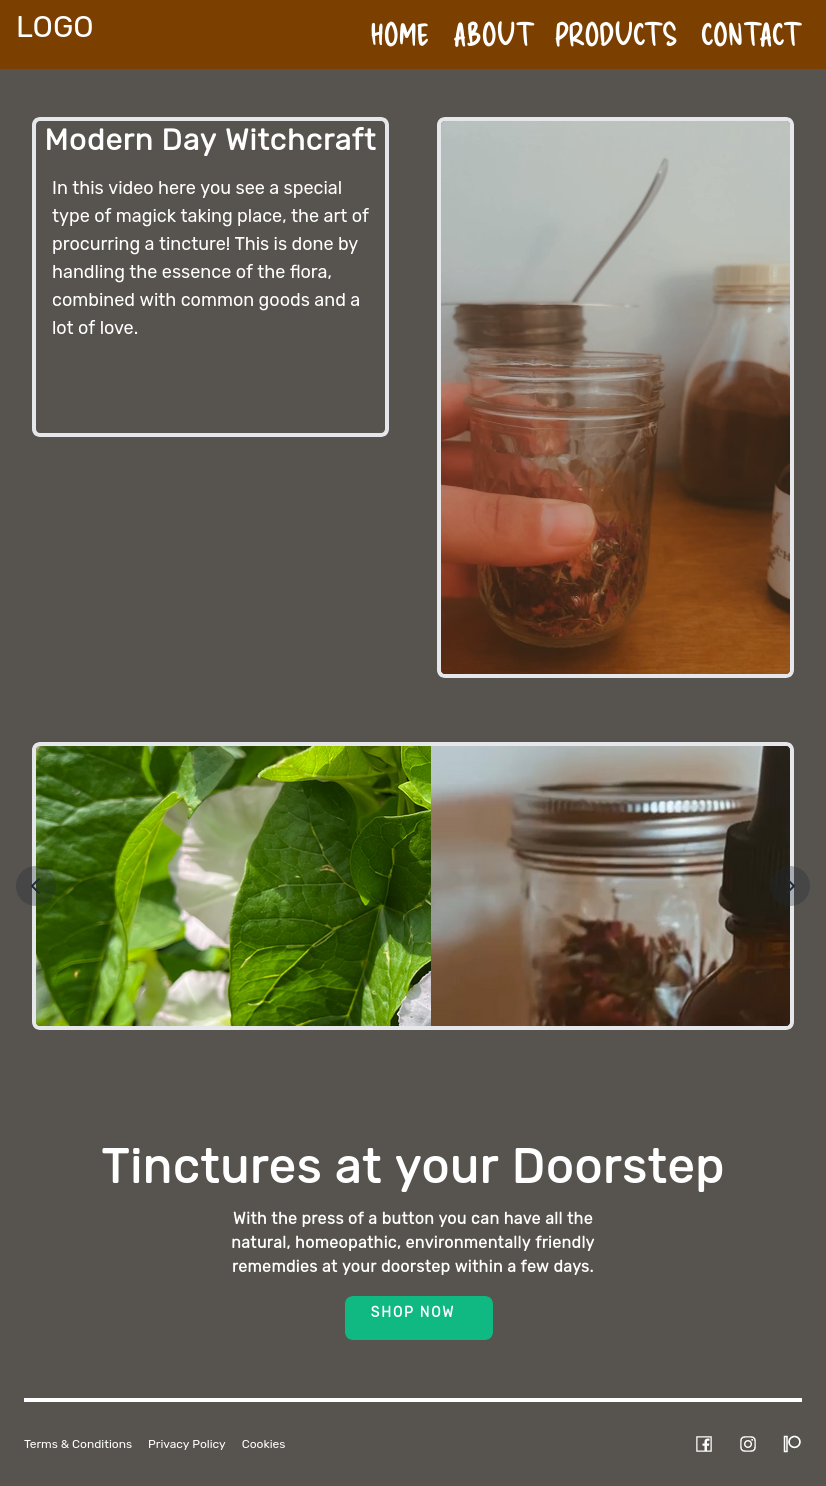 LOGO
HOME ABOUT PRODUCTS CONTACT
Modern Day Witchcraft
In this video here you see a special
type of magick taking place, the art of
procurring a tincture! This is done by
handling the essence of the flora,
combined with common goods and a
lot of love.
Tinctures at your Doorstep
With the press of a button you can have all the
natural, homeopathic, environmentally friendly
rememdies at your doorstep within a few days.
SHOP NOW
Terms & Conditions Privacy Policy Cookies